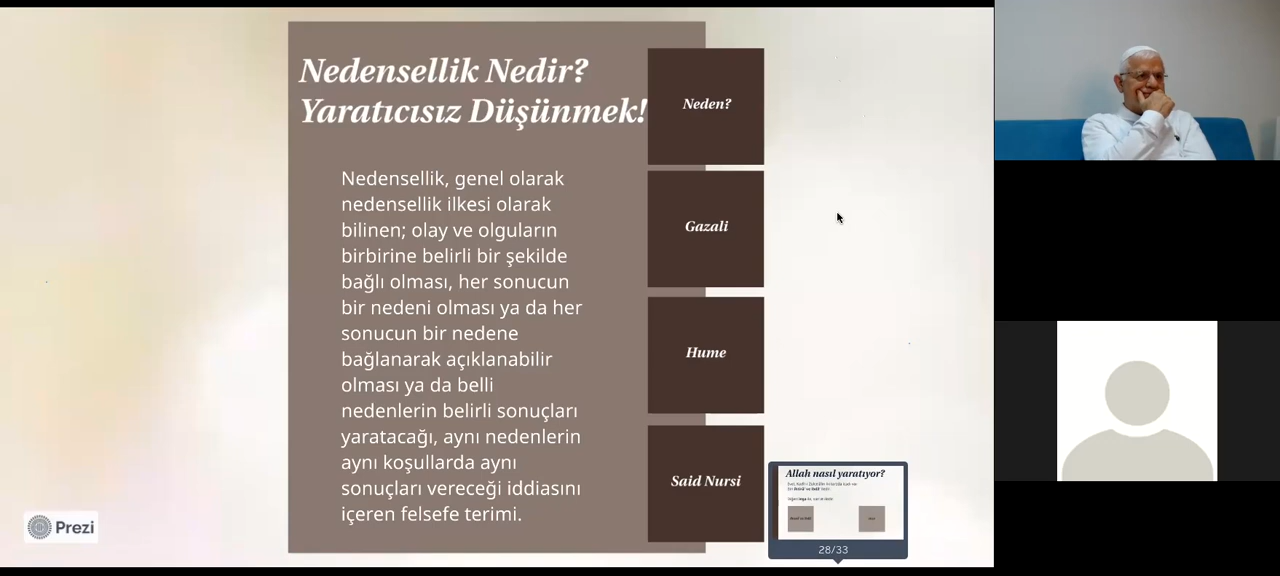 Nedensellik Nedir?
Yaratıcısız Düşünmek!
Nedensellik, genel olarak
nedensellik ilkesi olarak
bilinen; olay ve olguların
birbirine belirli bir şekilde
bağlı olması, her sonucun
bir nedeni olması ya da her
sonucun bir nedene
bağlanarak açıklanabilir
olması ya da belli
nedenlerin belirli sonuçları
yaratacağı, aynı nedenlerin
aynı koşullarda aynı
sonuçları vereceği iddiasını
içeren felsefe terimi.
Neden?
Gazali
Hume
Said Nursi
Allah nasıl yaratıyor?
28/33
Prezi